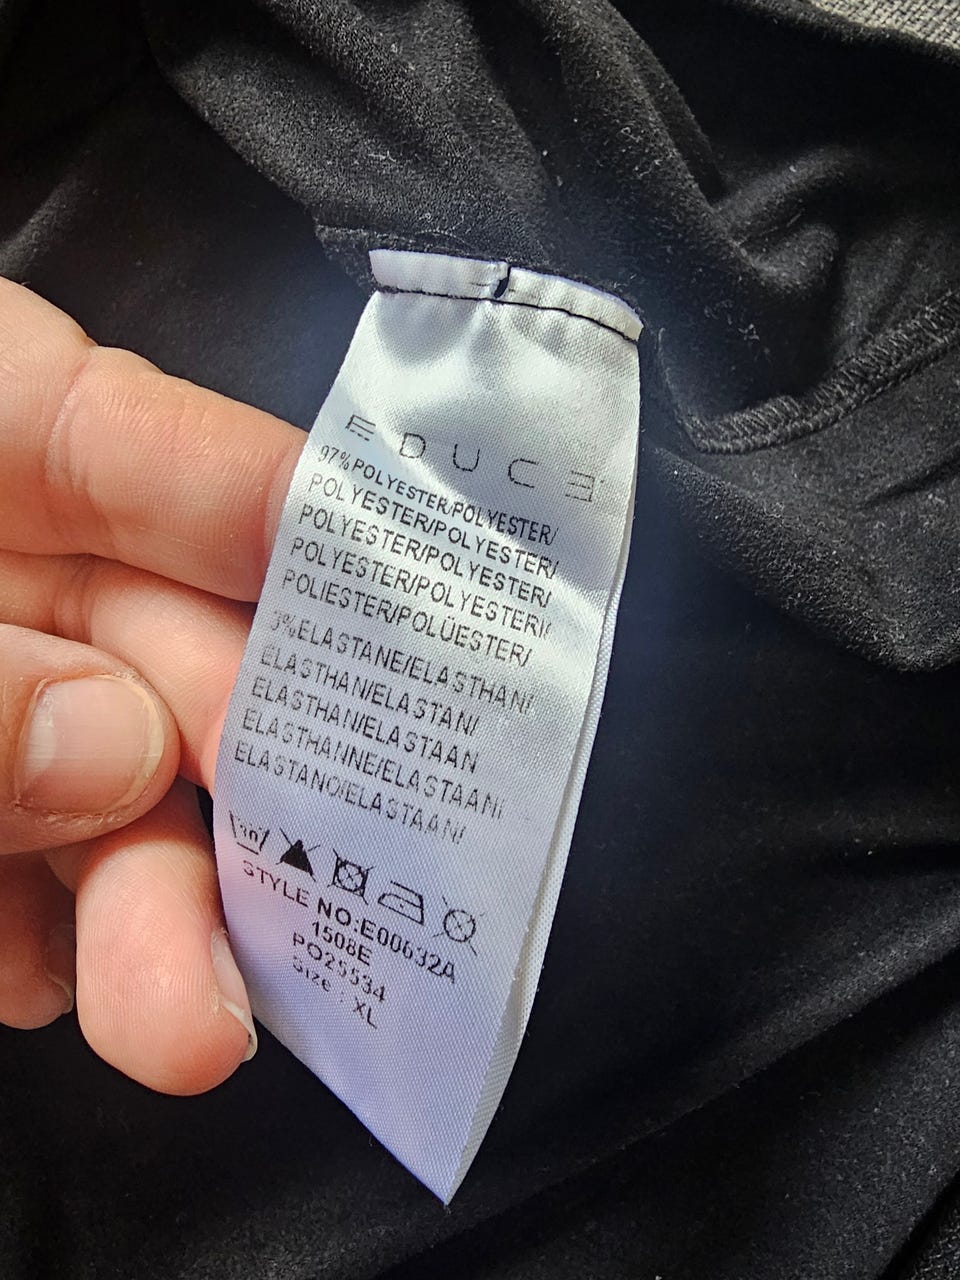 EDUCE
97%POLYESTER/POLYESTER/
POLYESTER/POLYESTER/
POLYESTER/POLYESTER/
POLYESTER/POLYESTER/
POLIESTER/POLÜESTER/
3%ELASTANE/ELASTHAN/
ELASTHAN/ELASTAN/
ELASTHAN/ELASTAAN
ELASTHANNE/ELASTAAN/
ELASTANO/ELASTAAN/
30
STYLE NO:E00632A
1508E
PO25534
Size : XL